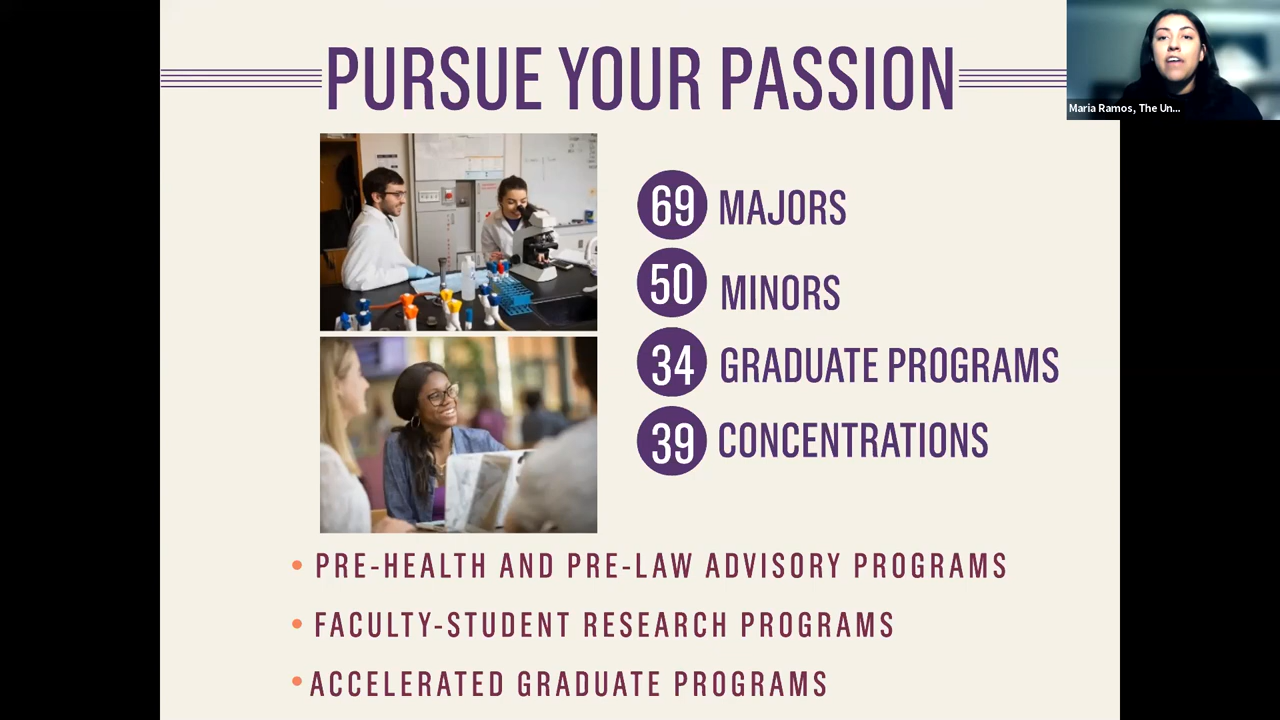 PURSUE YOUR PASSION
Maria Ramos, The Un...
69 MAJORS
50 MINORS
34 GRADUATE PROGRAMS
39 CONCENTRATIONS
• PRE-HEALTH AND PRE-LAW ADVISORY PROGRAMS
• FACULTY-STUDENT RESEARCH PROGRAMS
• ACCELERATED GRADUATE PROGRAMS